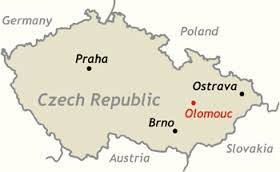 Germany
Poland
Praha
Ostrava
Czech Republic
Olomouc
Brno
Slovakia
Austria